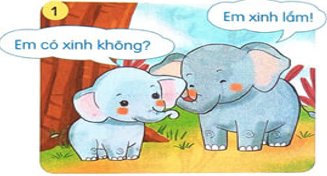 1
Em có xinh không?
Em xinh lắm!